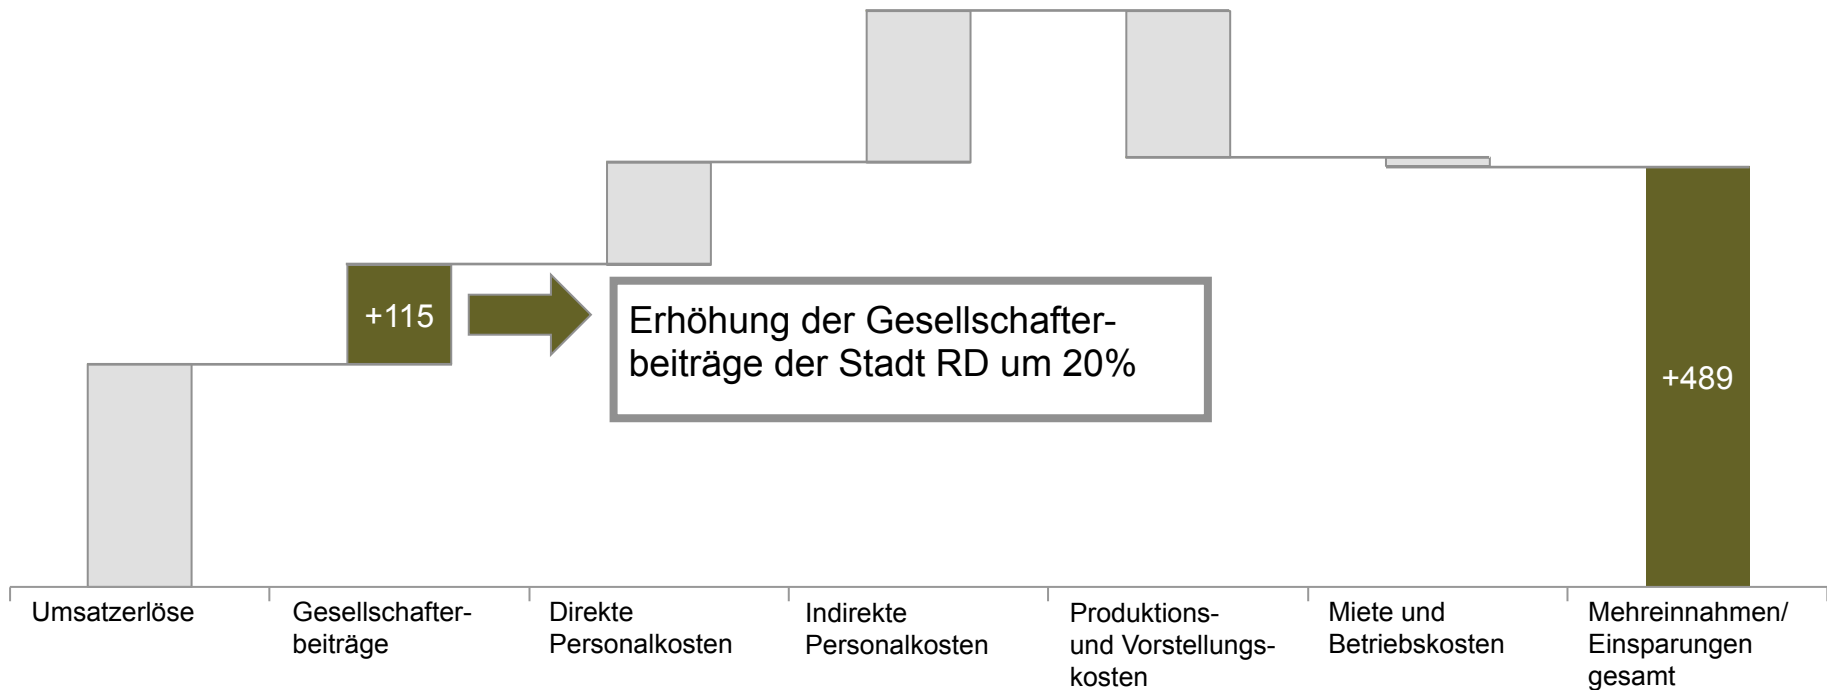 +115
Erhöhung der Gesellschafter-
beiträge der Stadt RD um 20%
+489
Umsatzerlöse
Gesellschafter-
beiträge
Direkte
Personalkosten
Indirekte
Personalkosten
Produktions-
und Vorstellungs-
kosten
Miete und
Betriebskosten
Mehreinnahmen/
Einsparungen
gesamt